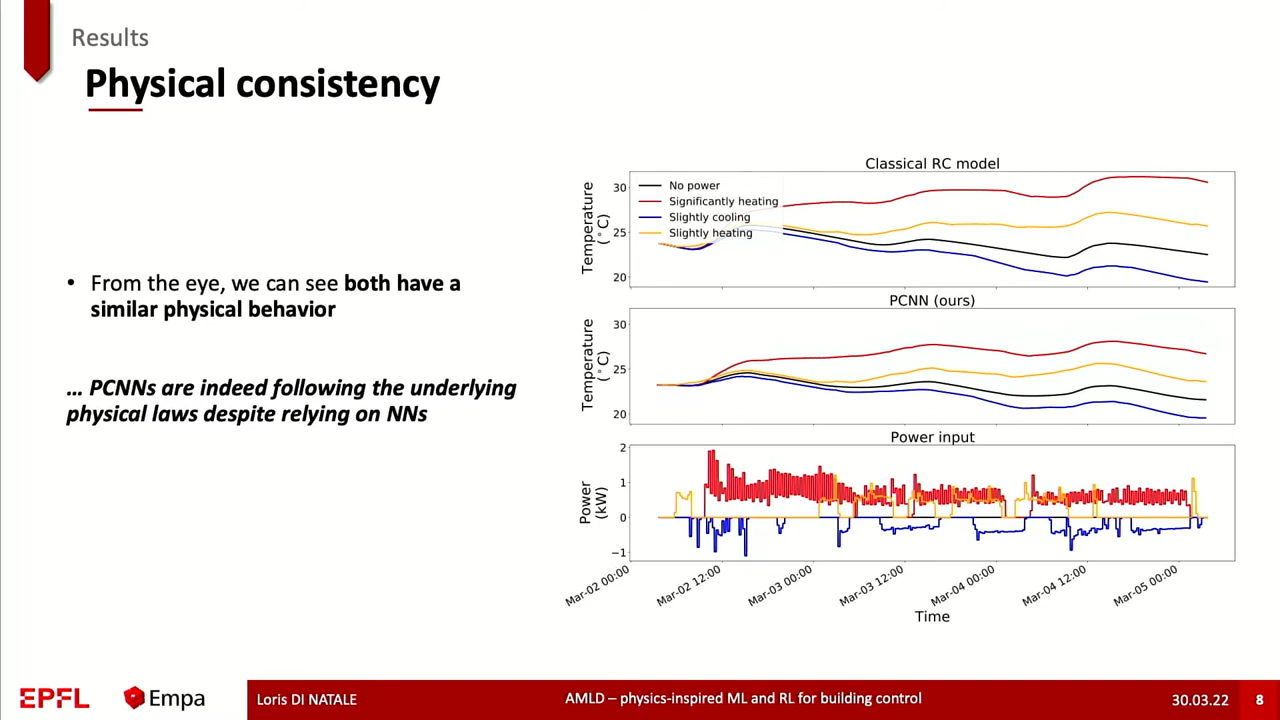 Results
Physical consistency
• From the eye, we can see both have a
similar physical behavior
... PCNNs are indeed following the underlying
physical laws despite relying on NNs
Classical RC model
Temperature
(°C)
30
25
20
No power
Significantly heating
Slightly cooling
Slightly heating
PCNN (ours)
Temperature
(°C)
30
25
20
Power input
Power
(kW)
2
1
0
−1
Mar-02 00:00
Mar-02 12:00
Mar-03 00:00
Mar-03 12:00
Mar-04 00:00
Mar-04 12:00
Mar-05 00:00
Time
EPFL
Empa
Loris DI NATALE
AMLD – physics-inspired ML and RL for building control
30.03.22
8